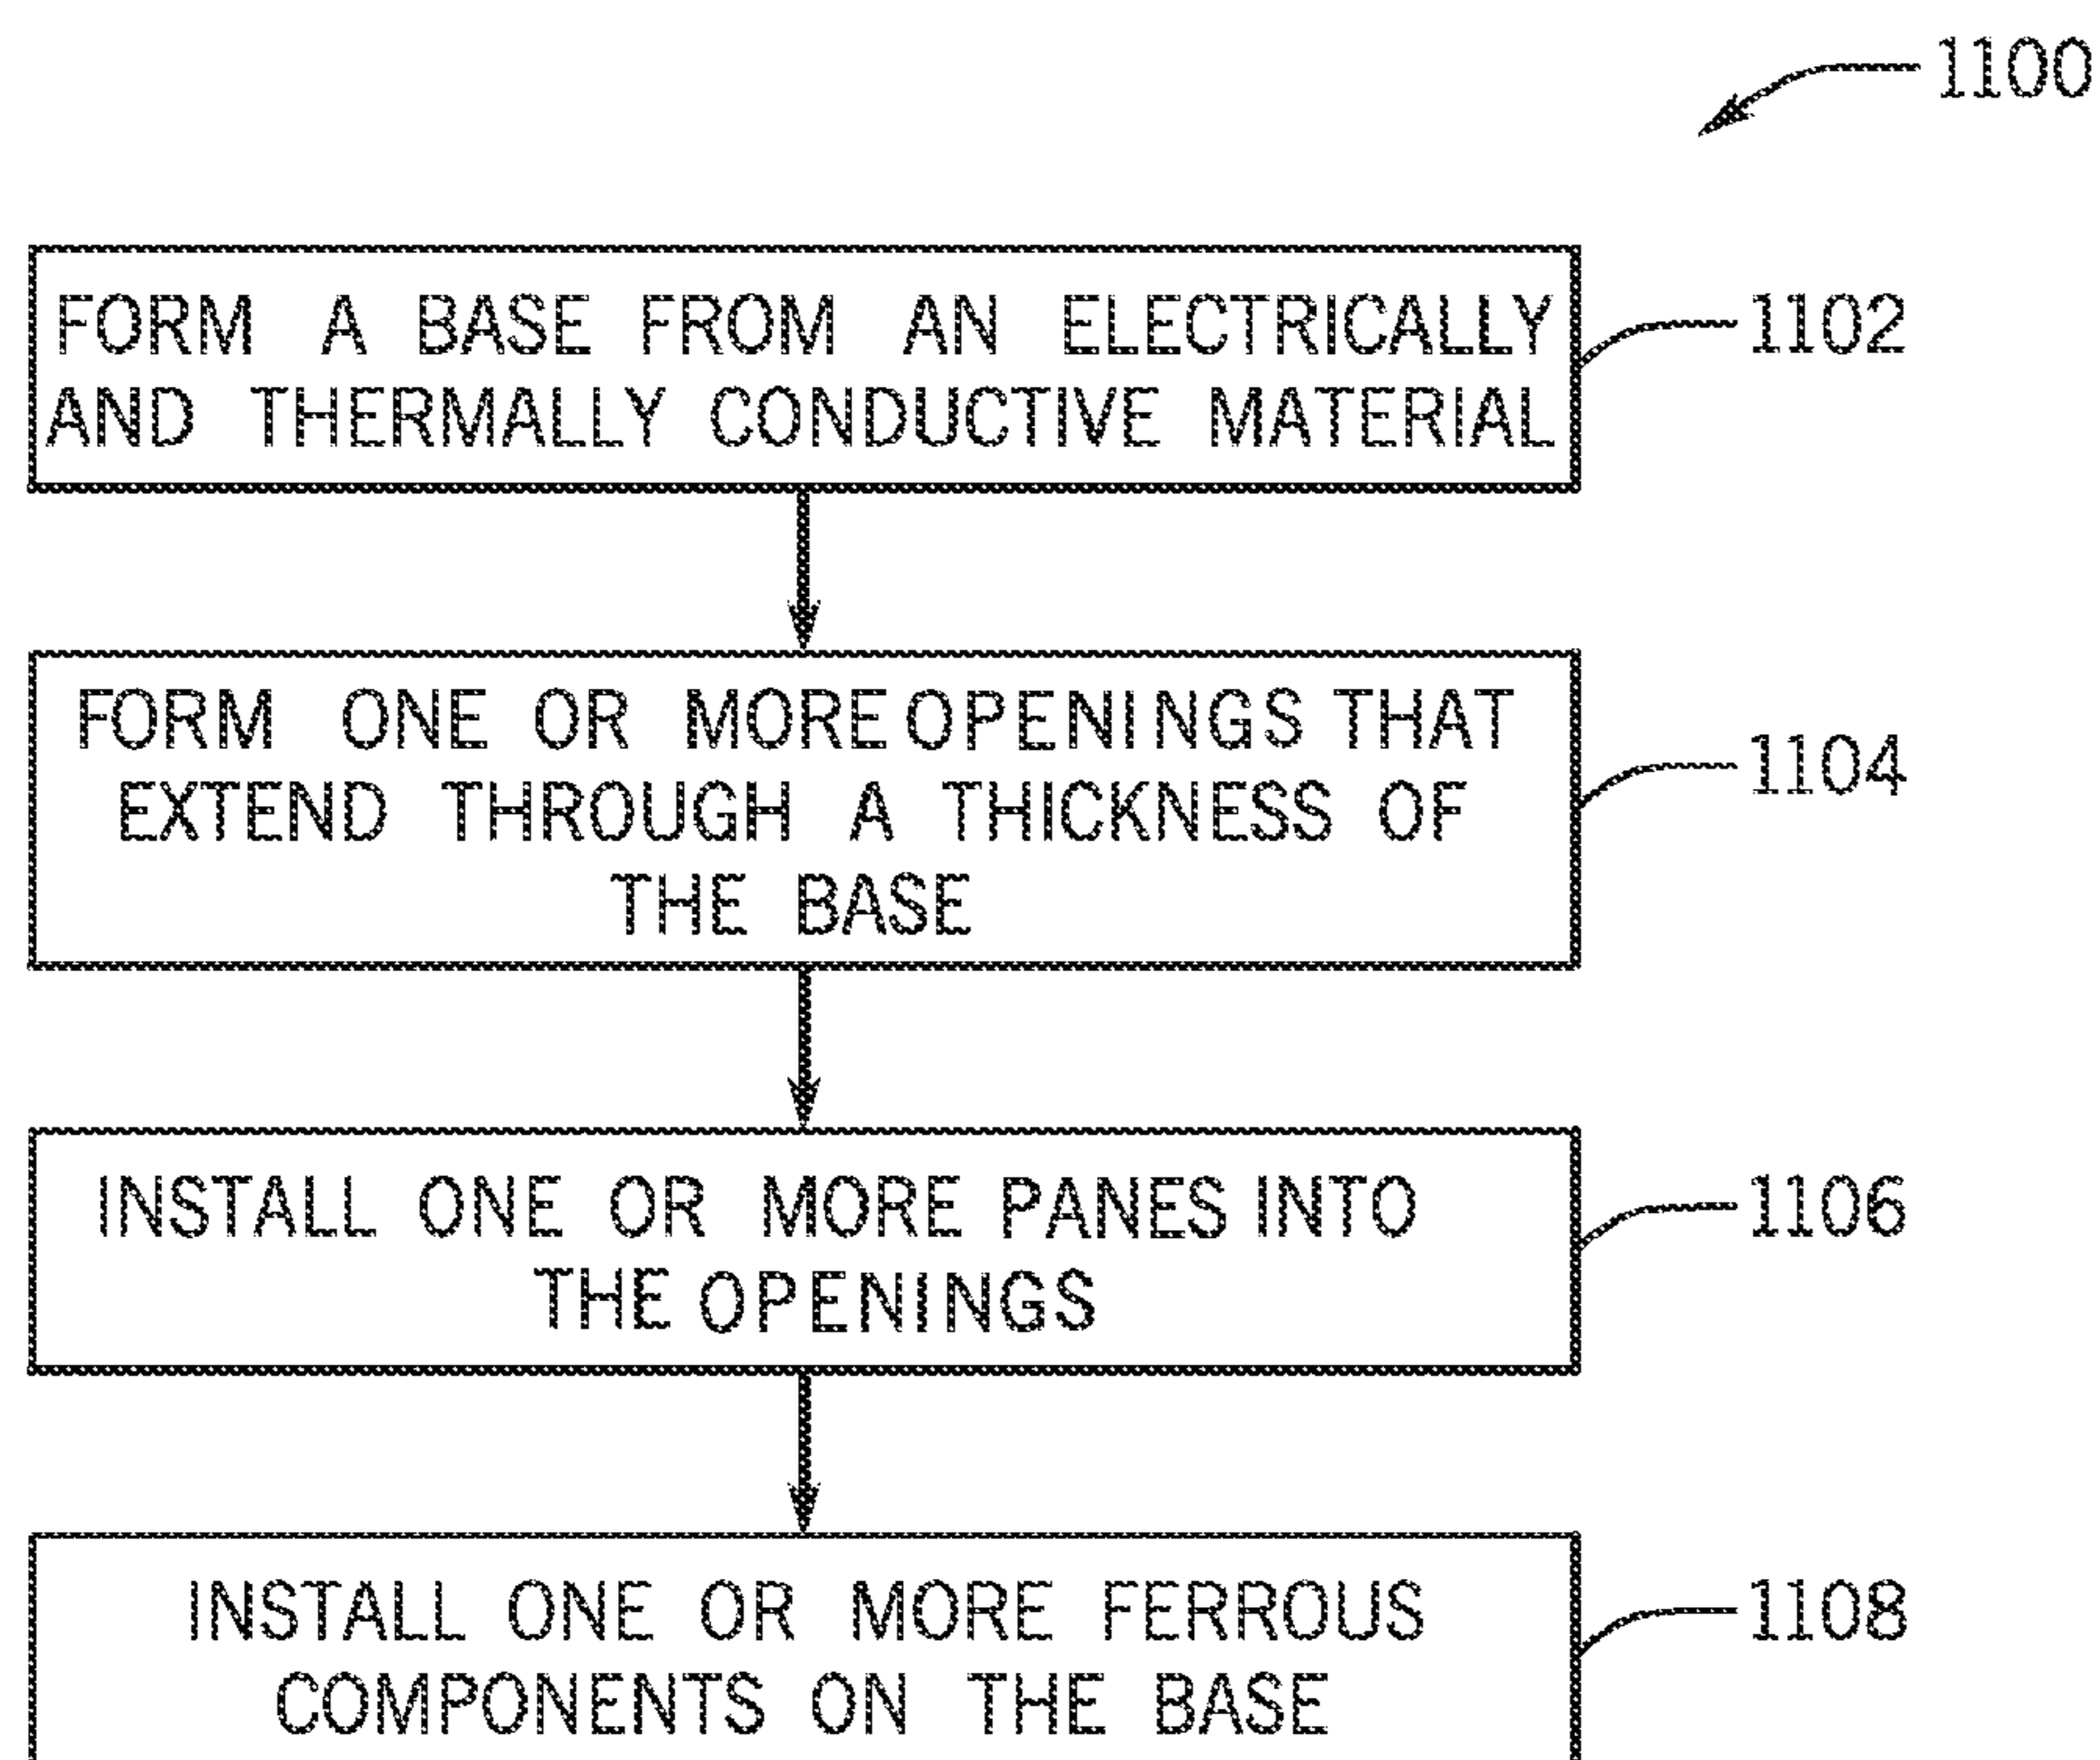 1100
FORM A BASE FROM AN ELECTRICALLY
AND THERMALLY CONDUCTIVE MATERIAL
1102
FORM ONE OR MORE OPENINGS THAT
EXTEND THROUGH A THICKNESS OF
THE BASE
1104
INSTALL ONE OR MORE PANES INTO
THE OPENINGS
1106
INSTALL ONE OR MORE FERROUS
COMPONENTS ON THE BASE
1108